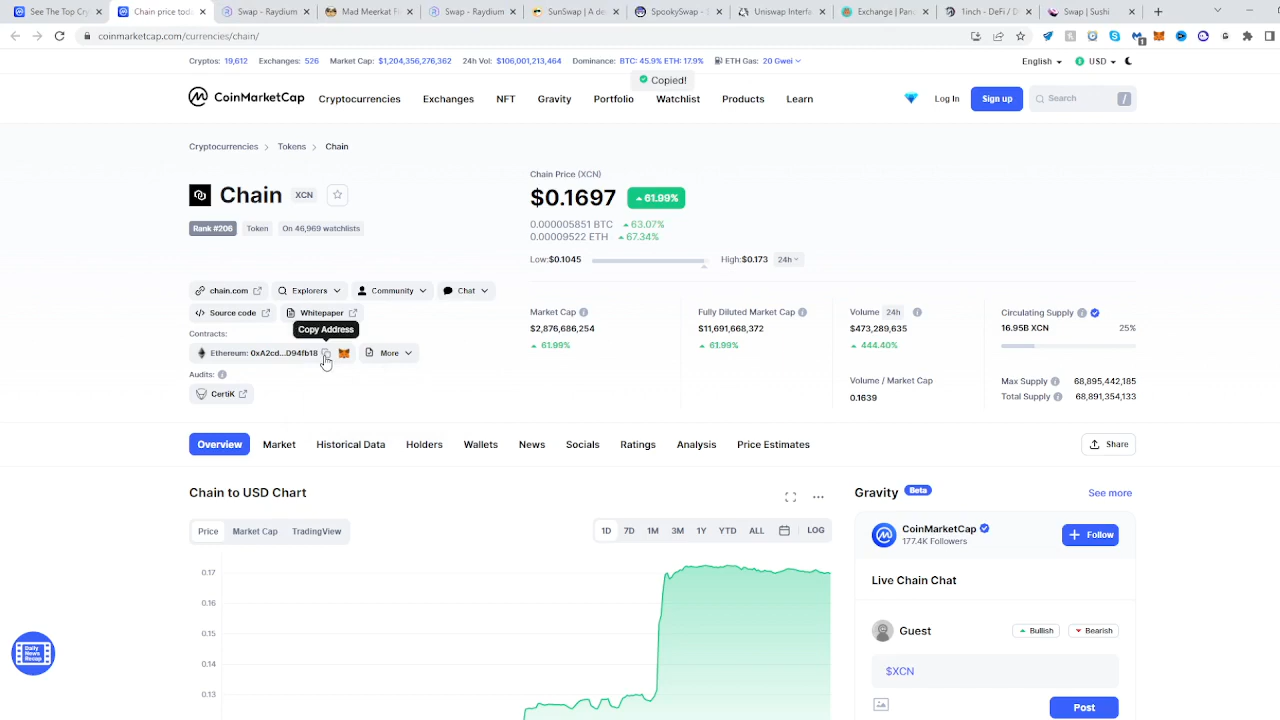 See The Top Cry
Chain price toda
Swap - Raydium
Mad Meerkat Fi
Swap - Raydium
SunSwap | A de
SpookySwap -
Uniswap Interfa
Exchange | Pan
1inch - DeFi / D
Swap | Sushi
coinmarketcap.com/currencies/chain/
1
Cryptos: 19,612 Exchanges: 526 Market Cap: $1,204,356,276,362 24h Vol: $106,001,213,464 Dominance: BTC: 45.9% ETH: 17.9% ETH Gas: 20 Gwei
English USD
Copied!
CoinMarketCap Cryptocurrencies Exchanges NFT Gravity Portfolio Watchlist Products Learn Log In Sign up Search /
Cryptocurrencies > Tokens > Chain
Chain XCN
Rank #206 Token On 46,969 watchlists
Chain Price (XCN)
$0.1697 61.99%
0.000005851 BTC 63.07%
0.00009522 ETH 67.34%
Low:$0.1045 High:$0.173 24h
chain.com Explorers Community Chat
Source code Whitepaper
Copy Address
Contracts:
Ethereum: 0xA2cd...D94fb18 More
Audits:
CertiK
Market Cap
$2,876,686,254
61.99%
Fully Diluted Market Cap
$11,691,668,372
61.99%
Volume 24h
$473,289,635
444.40%
Volume / Market Cap
0.1639
Circulating Supply
16.95B XCN 25%
Max Supply 68,895,442,185
Total Supply 68,891,354,133
Overview Market Historical Data Holders Wallets News Socials Ratings Analysis Price Estimates Share
Chain to USD Chart
Price Market Cap TradingView
1D 7D 1M 3M 1Y YTD ALL LOG
0.17
0.16
0.15
0.14
0.13
Gravity Beta See more
CoinMarketCap
177.4K Followers
Follow
Live Chain Chat
Guest Bullish Bearish
$XCN
Post
Daily
News
Recap